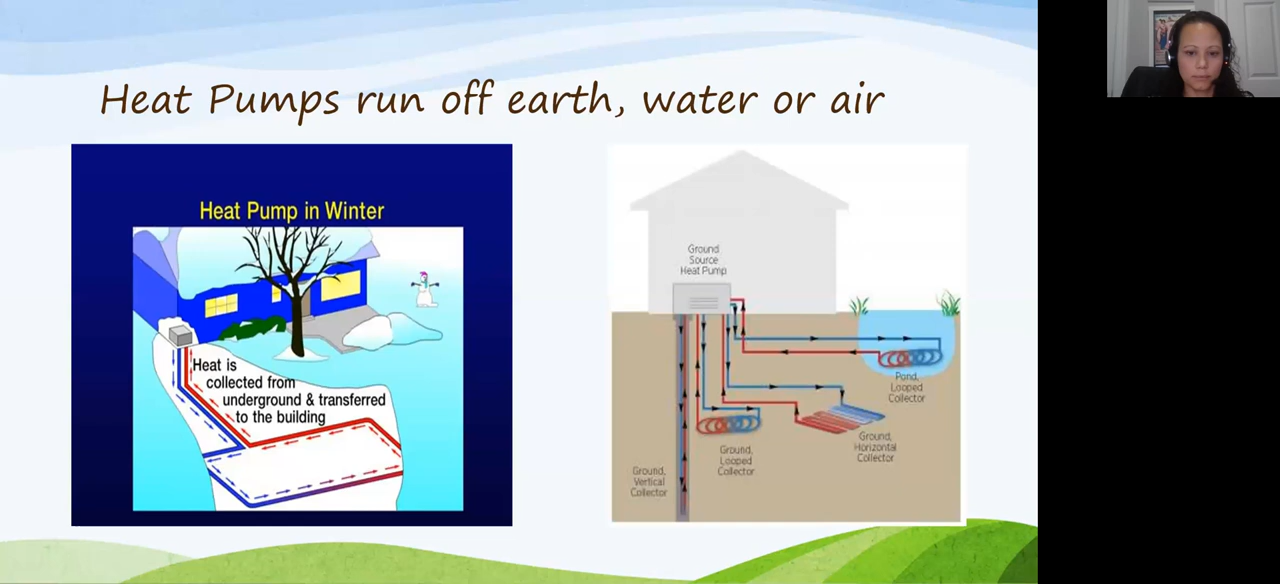 Heat Pumps run off earth, water or air
Heat Pump in Winter
Heat is
collected from
underground & transferred
to the building
Ground
Source
Heat Pump
Pond,
Looped
Collector
Ground,
Horizontal
Collector
Ground,
Looped
Collector
Ground,
Vertical
Collector